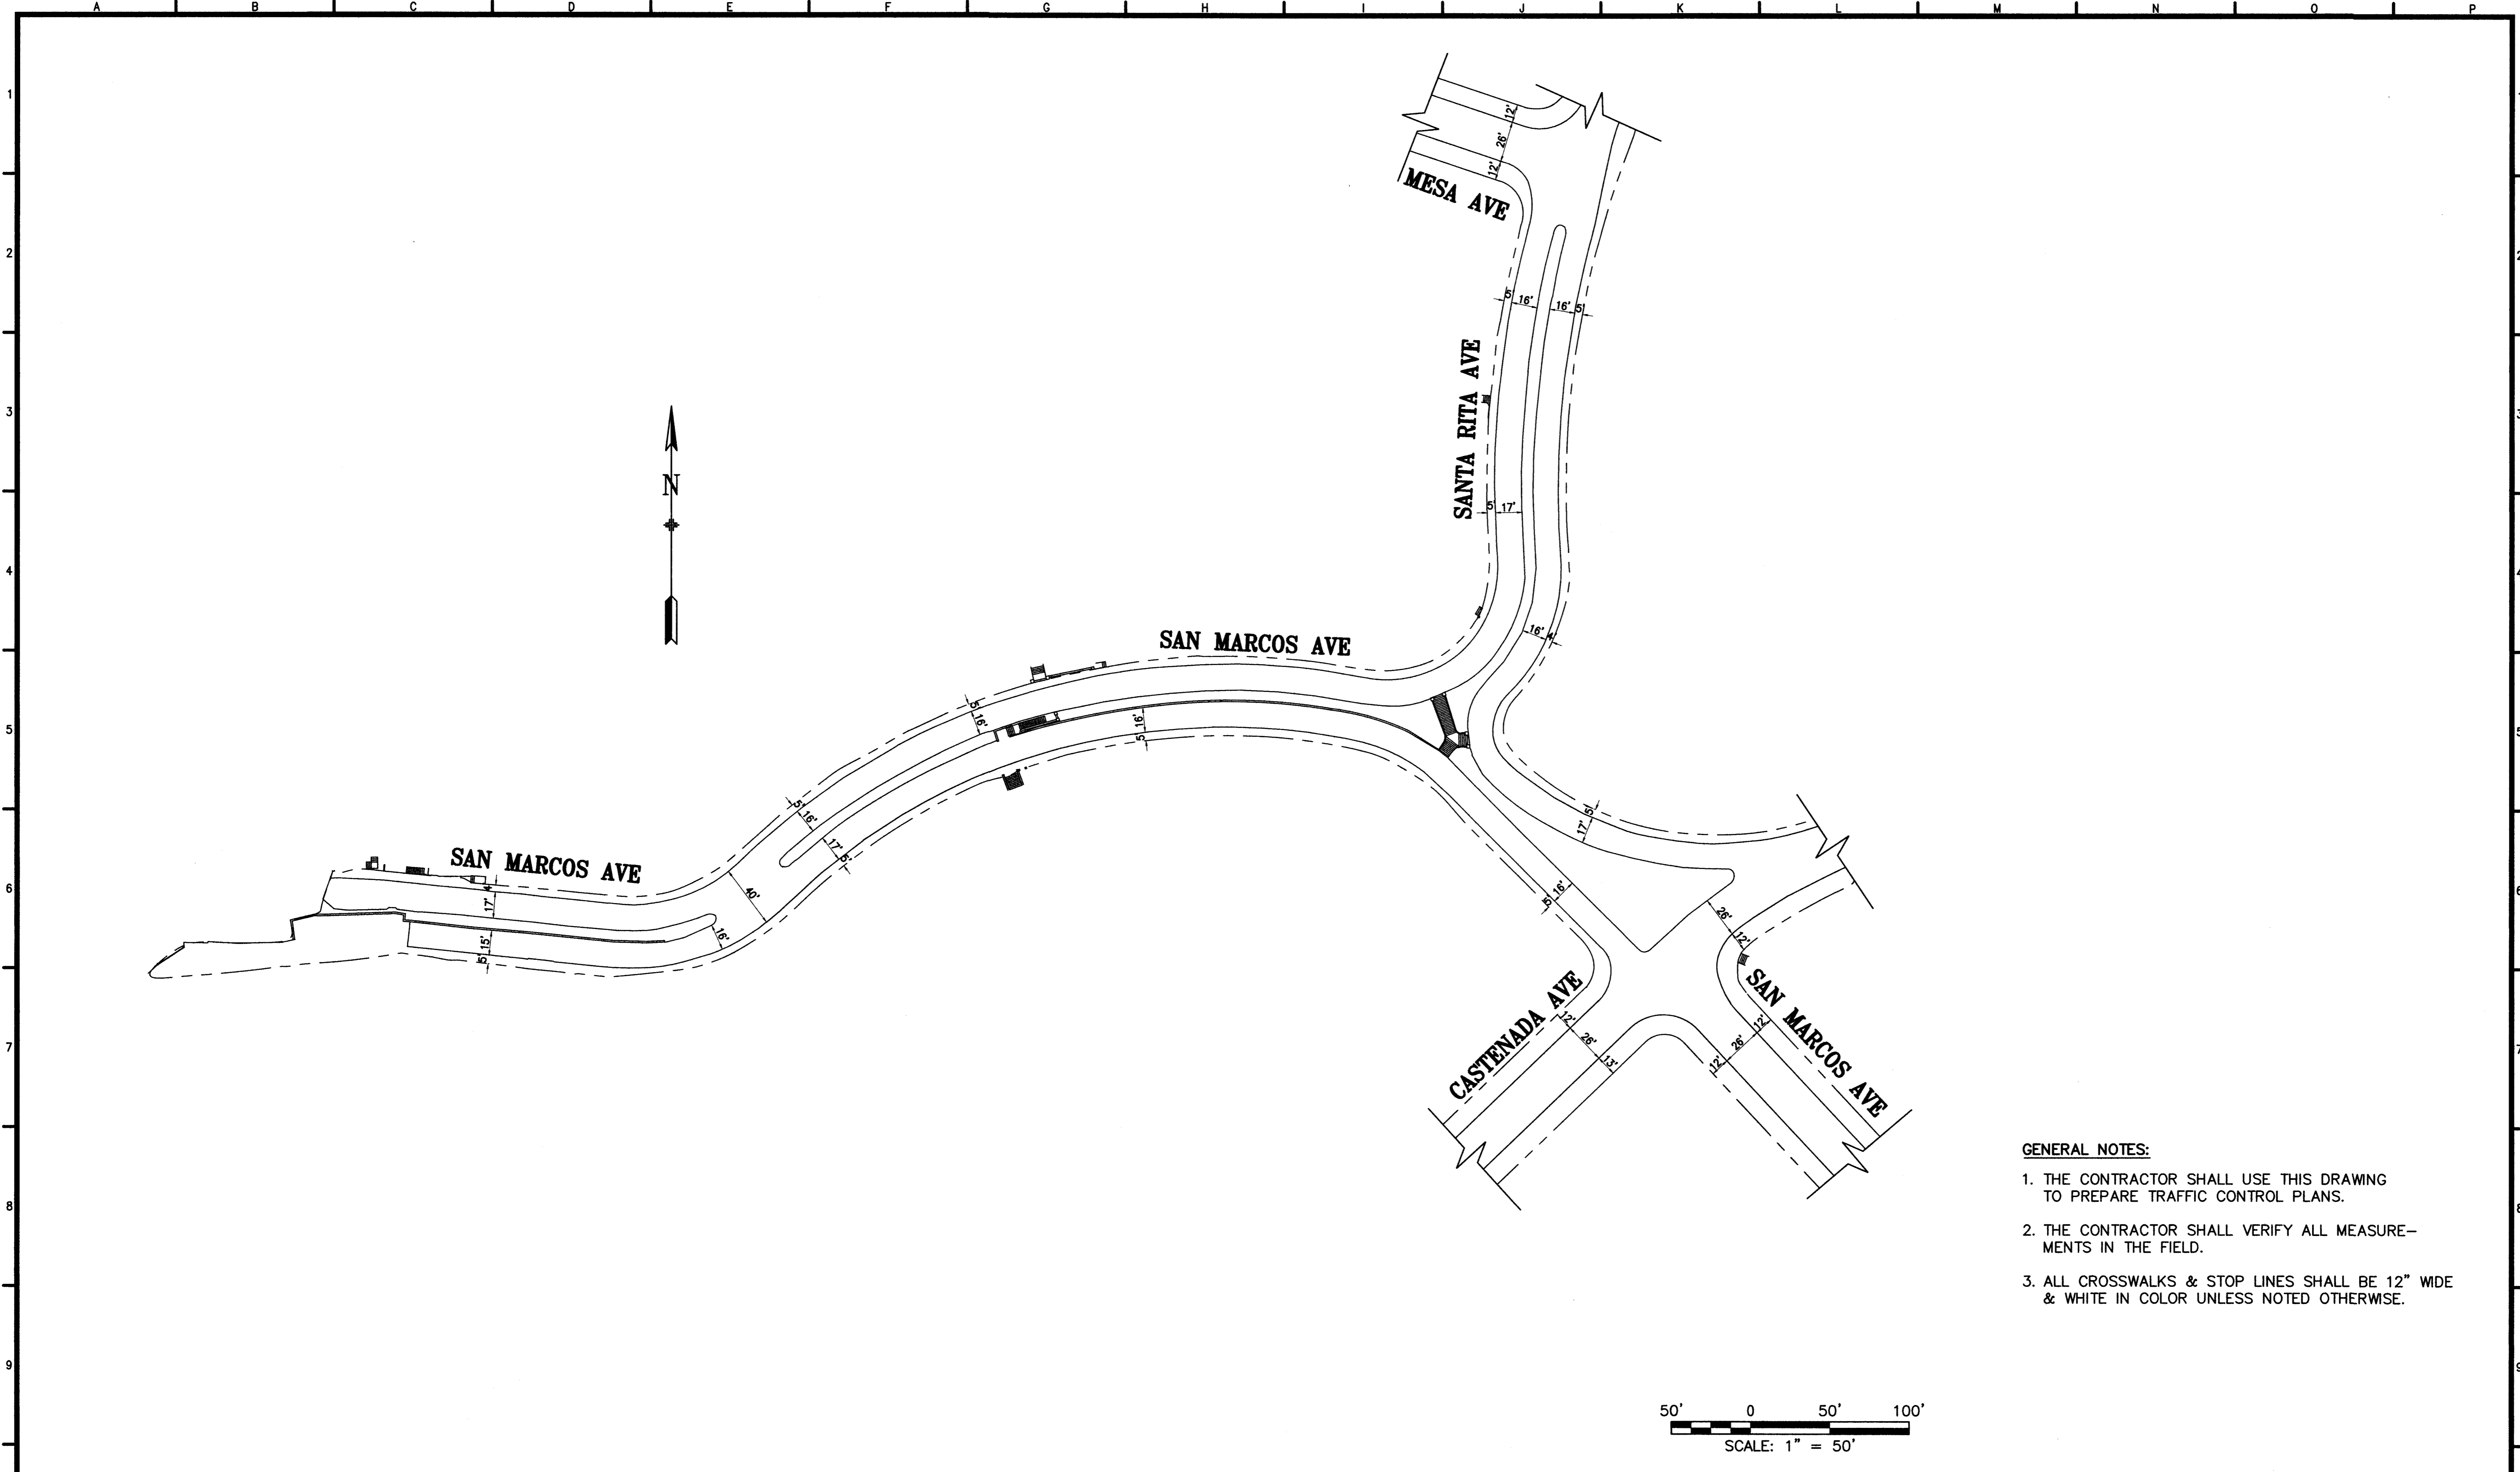 A B C D E F G H I J K L M N O P
1
2
3
4
5
6
7
8
9
12'
26'
12'
MESA AVE
5' 16' 16' 5'
SANTA RITA AVE
N
5' 17'
16' 4'
SAN MARCOS AVE
5'
16'
16'
5'
5'
16'
17'
5'
5'
17'
SAN MARCOS AVE
4'
17'
40'
16'
15'
5'
16'
5'
26'
12'
CASTENADA AVE
SAN MARCOS AVE
12'
26'
13'
12'
26'
12'
GENERAL NOTES:
1. THE CONTRACTOR SHALL USE THIS DRAWING
TO PREPARE TRAFFIC CONTROL PLANS.
2. THE CONTRACTOR SHALL VERIFY ALL MEASURE-
MENTS IN THE FIELD.
3. ALL CROSSWALKS & STOP LINES SHALL BE 12" WIDE
& WHITE IN COLOR UNLESS NOTED OTHERWISE.
50' 0 50' 100'
SCALE: 1" = 50'